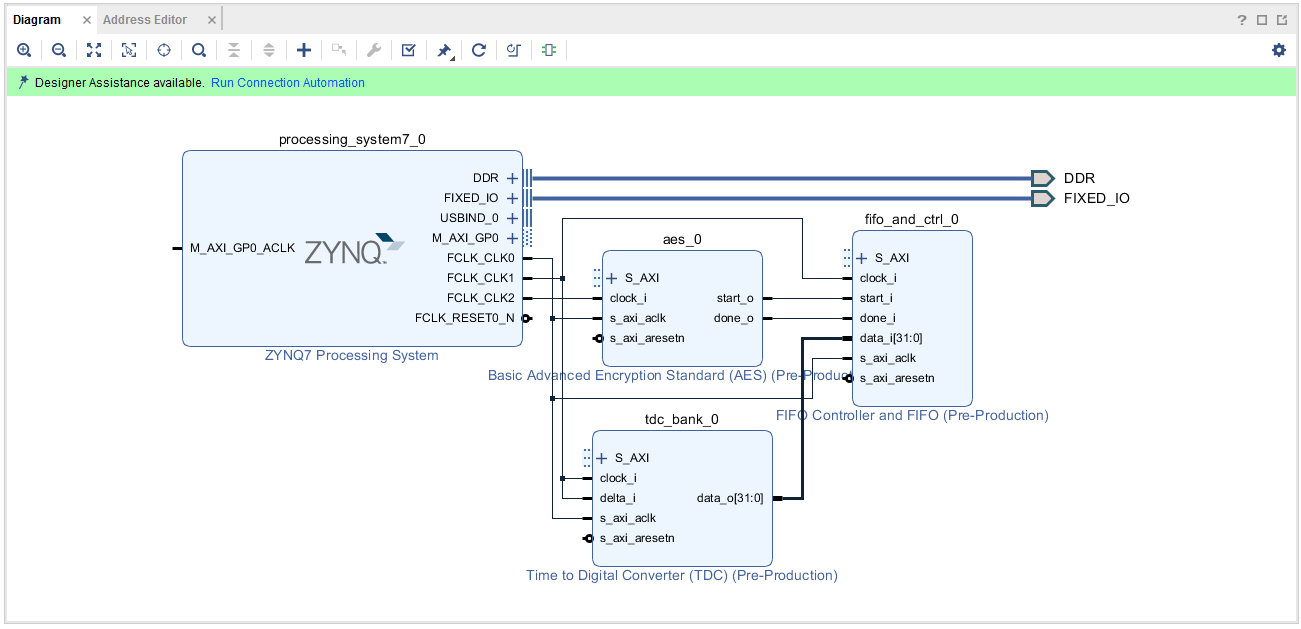 Diagram
Address Editor
Designer Assistance available. Run Connection Automation
processing_system7_0
DDR
FIXED_IO
USBIND_0
M_AXI_GP0
M_AXI_GP0_ACLK
ZYNQ
FCLK_CLK0
FCLK_CLK1
FCLK_CLK2
FCLK_RESET0_N
ZYNQ7 Processing System
DDR
FIXED_IO
aes_0
S_AXI
clock_i
start_o
s_axi_aclk
done_o
s_axi_aresetn
Basic Advanced Encryption Standard (AES) (Pre-Produc
fifo_and_ctrl_0
S_AXI
clock_i
start_i
done_i
data_i[31:0]
s_axi_aclk
s_axi_aresetn
FIFO Controller and FIFO (Pre-Production)
tdc_bank_0
S_AXI
clock_i
delta_i
data_o[31:0]
s_axi_aclk
s_axi_aresetn
Time to Digital Converter (TDC) (Pre-Production)